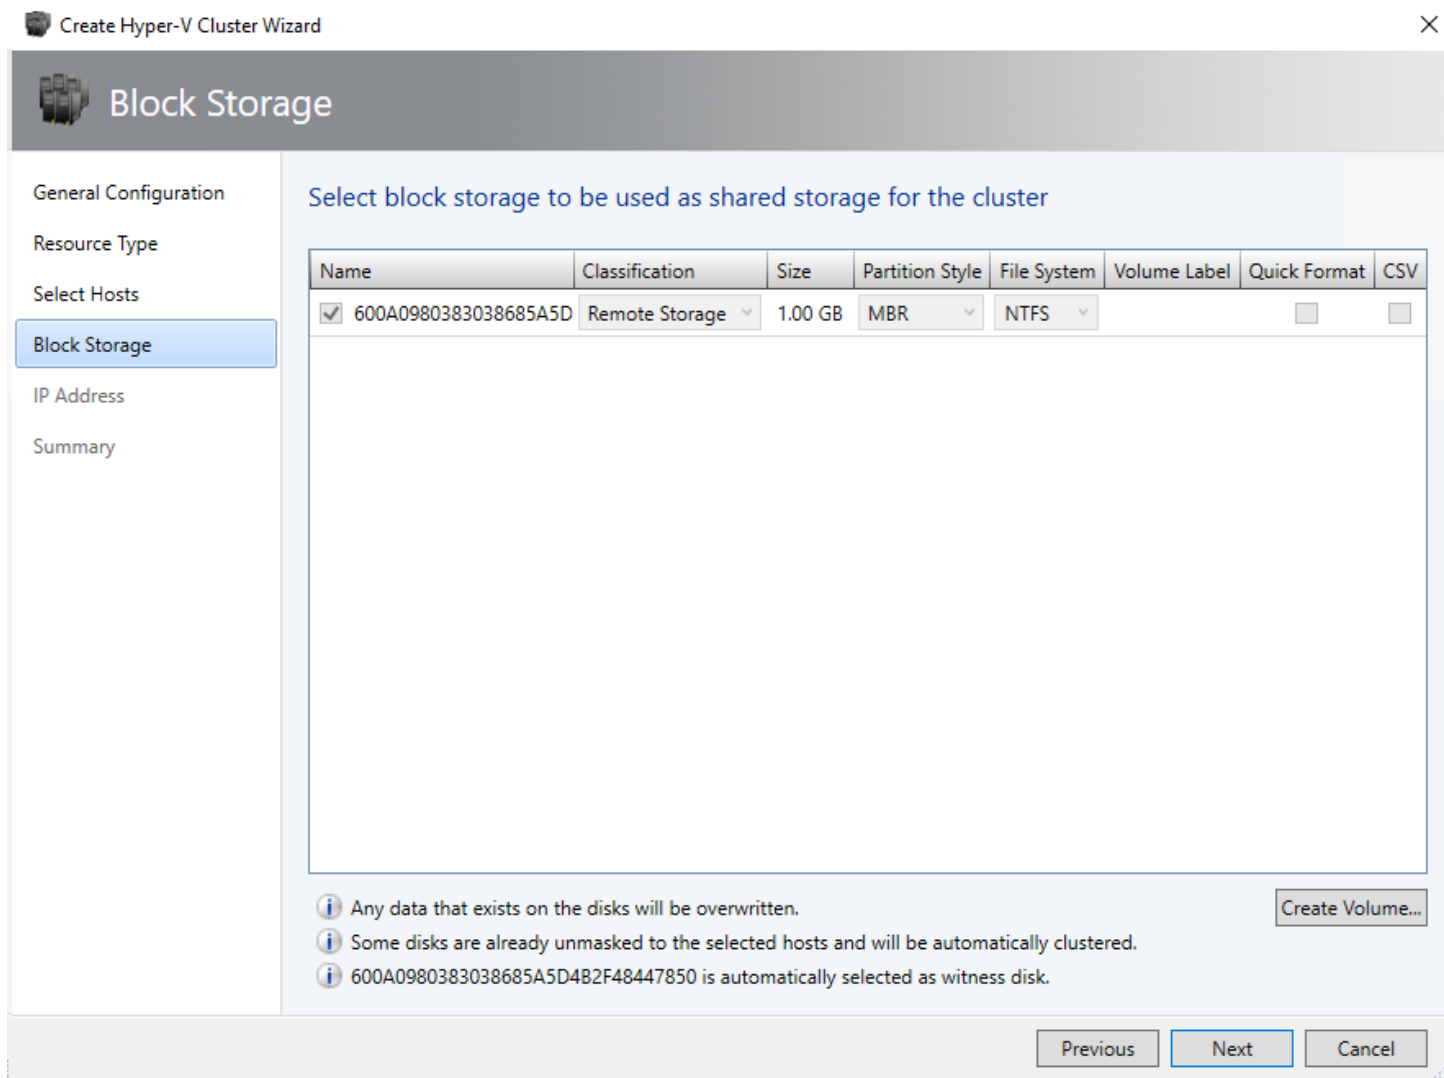 Create Hyper-V Cluster Wizard
Block Storage
General Configuration
Resource Type
Select Hosts
Block Storage
IP Address
Summary
Select block storage to be used as shared storage for the cluster
Name Classification Size Partition Style File System Volume Label Quick Format CSV
600A0980383038685A5D Remote Storage 1.00 GB MBR NTFS
Any data that exists on the disks will be overwritten.
Create Volume...
Some disks are already unmasked to the selected hosts and will be automatically clustered.
600A0980383038685A5D4B2F48447850 is automatically selected as witness disk.
Previous Next Cancel